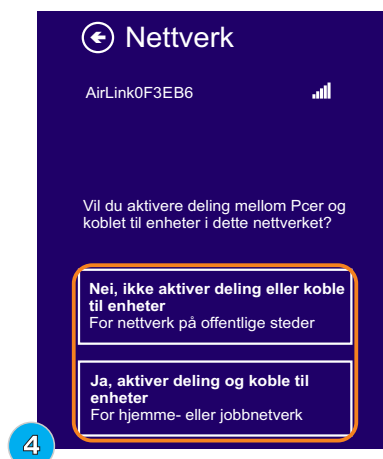 Nettverk
AirLink0F3EB6
Vil du aktivere deling mellom Pcer og
koblet til enheter i dette nettverket?
Nei, ikke aktiver deling eller koble
til enheter
For nettverk på offentlige steder
Ja, aktiver deling og koble til
enheter
For hjemme- eller jobbnetverk
4